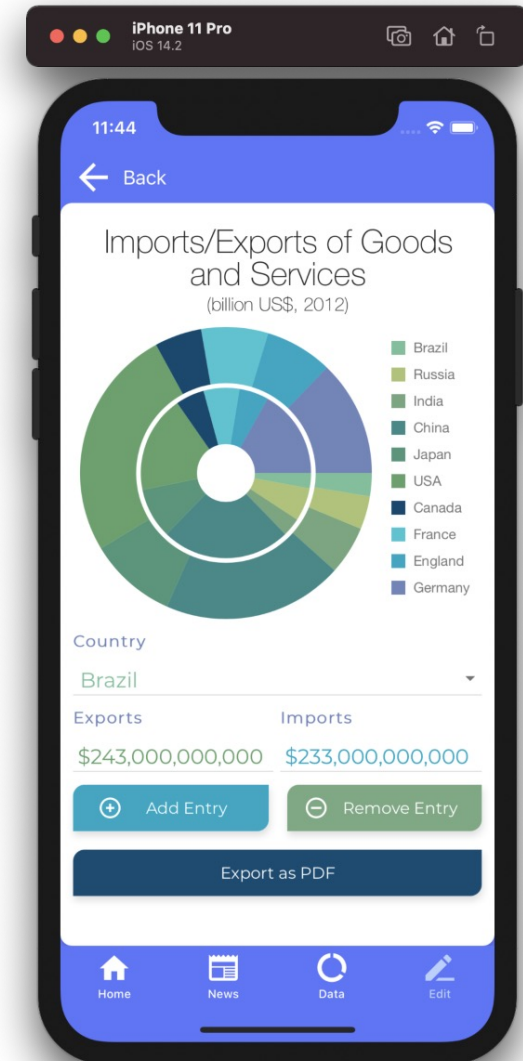 iPhone 11 Pro
iOS 14.2
11:44
Back
Imports/Exports of Goods
and Services
(billion US$, 2012)
Brazil
Russia
India
China
Japan
USA
Canada
France
England
Germany
Country
Brazil
Exports
Imports
$243,000,000,000
$233,000,000,000
Add Entry
Remove Entry
Export as PDF
Home
News
Data
Edit